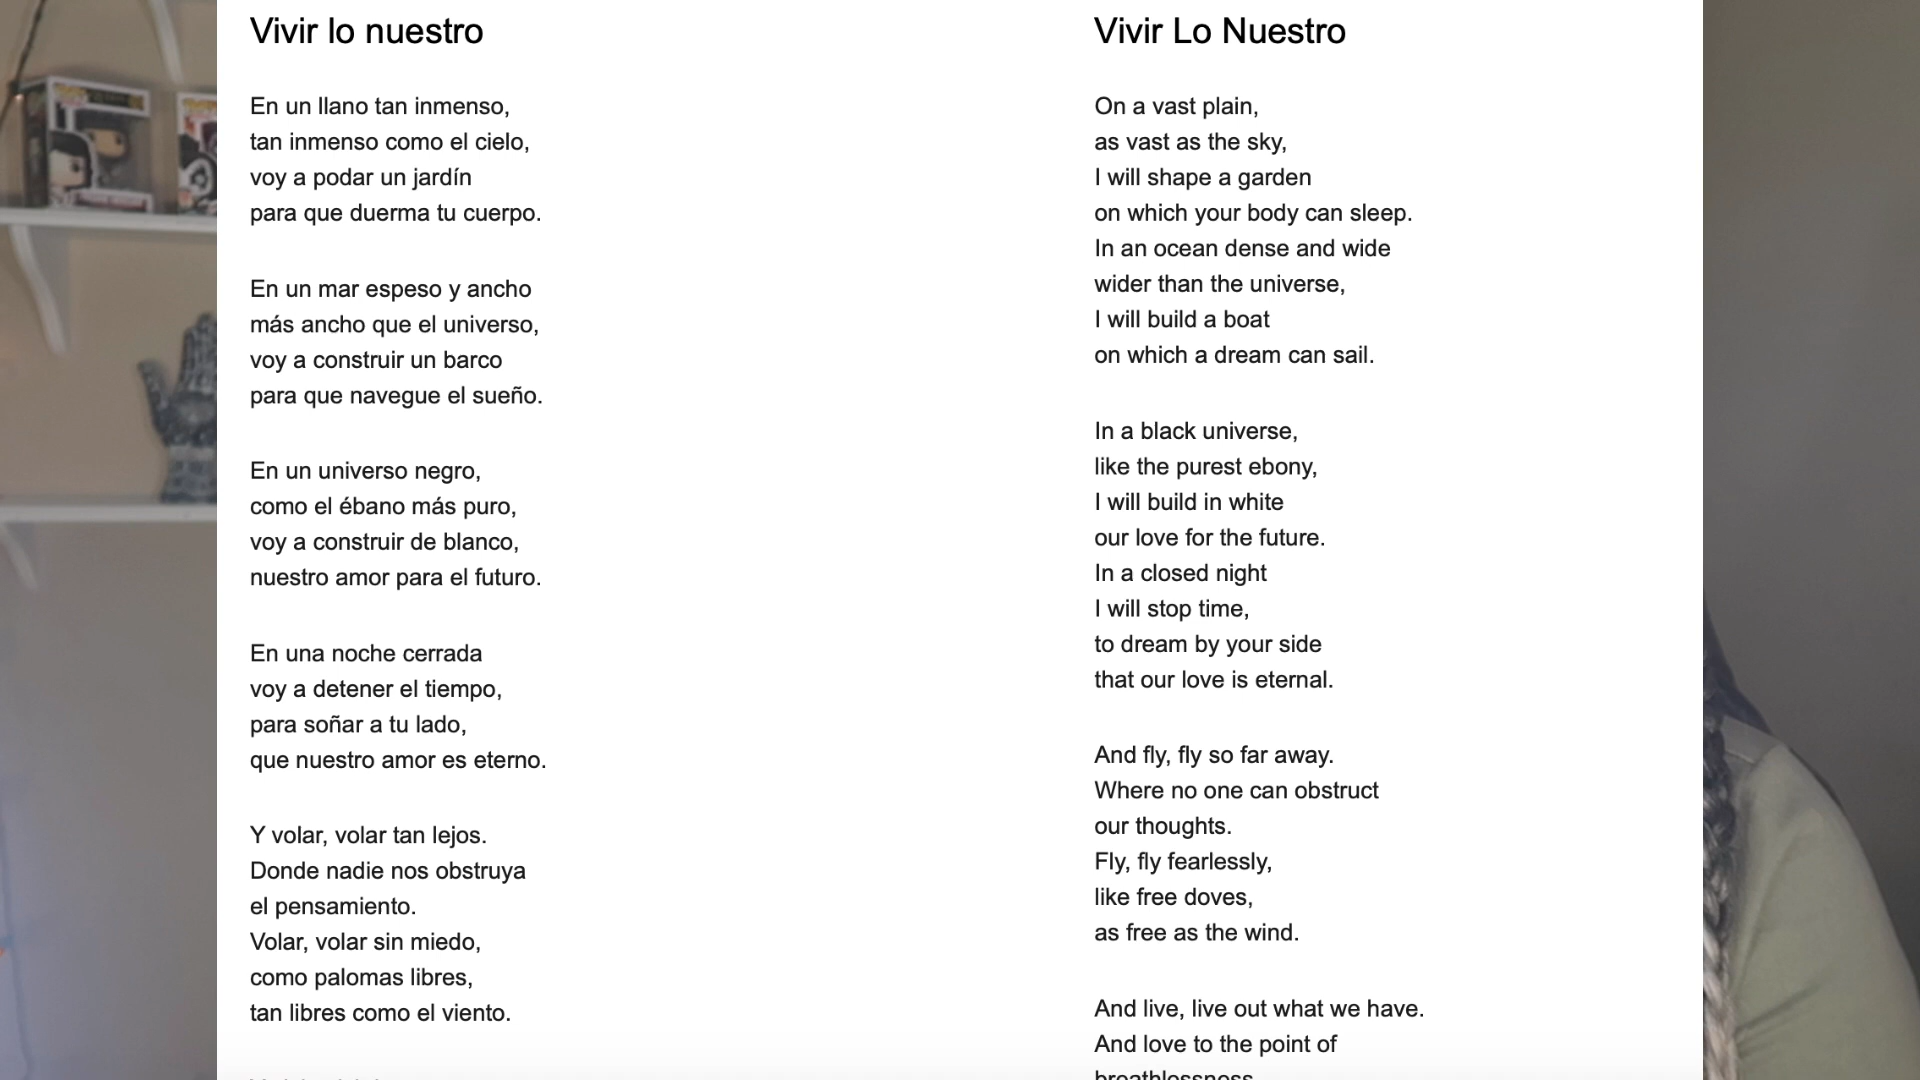 Vivir lo nuestro
En un llano tan inmenso,
tan inmenso como el cielo,
voy a podar un jardín
para que duerma tu cuerpo.
En un mar espeso y ancho
más ancho que el universo,
voy a construir un barco
para que navegue el sueño.
En un universo negro,
como el ébano más puro,
voy a construir de blanco,
nuestro amor para el futuro.
En una noche cerrada
voy a detener el tiempo,
para soñar a tu lado,
que nuestro amor es eterno.
Y volar, volar tan lejos.
Donde nadie nos obstruya
el pensamiento.
Volar, volar sin miedo,
como palomas libres,
tan libres como el viento.
Vivir Lo Nuestro
On a vast plain,
as vast as the sky,
I will shape a garden
on which your body can sleep.
In an ocean dense and wide
wider than the universe,
I will build a boat
on which a dream can sail.
In a black universe,
like the purest ebony,
I will build in white
our love for the future.
In a closed night
I will stop time,
to dream by your side
that our love is eternal.
And fly, fly so far away.
Where no one can obstruct
our thoughts.
Fly, fly fearlessly,
like free doves,
as free as the wind.
And live, live out what we have.
And love to the point of
breathlessness